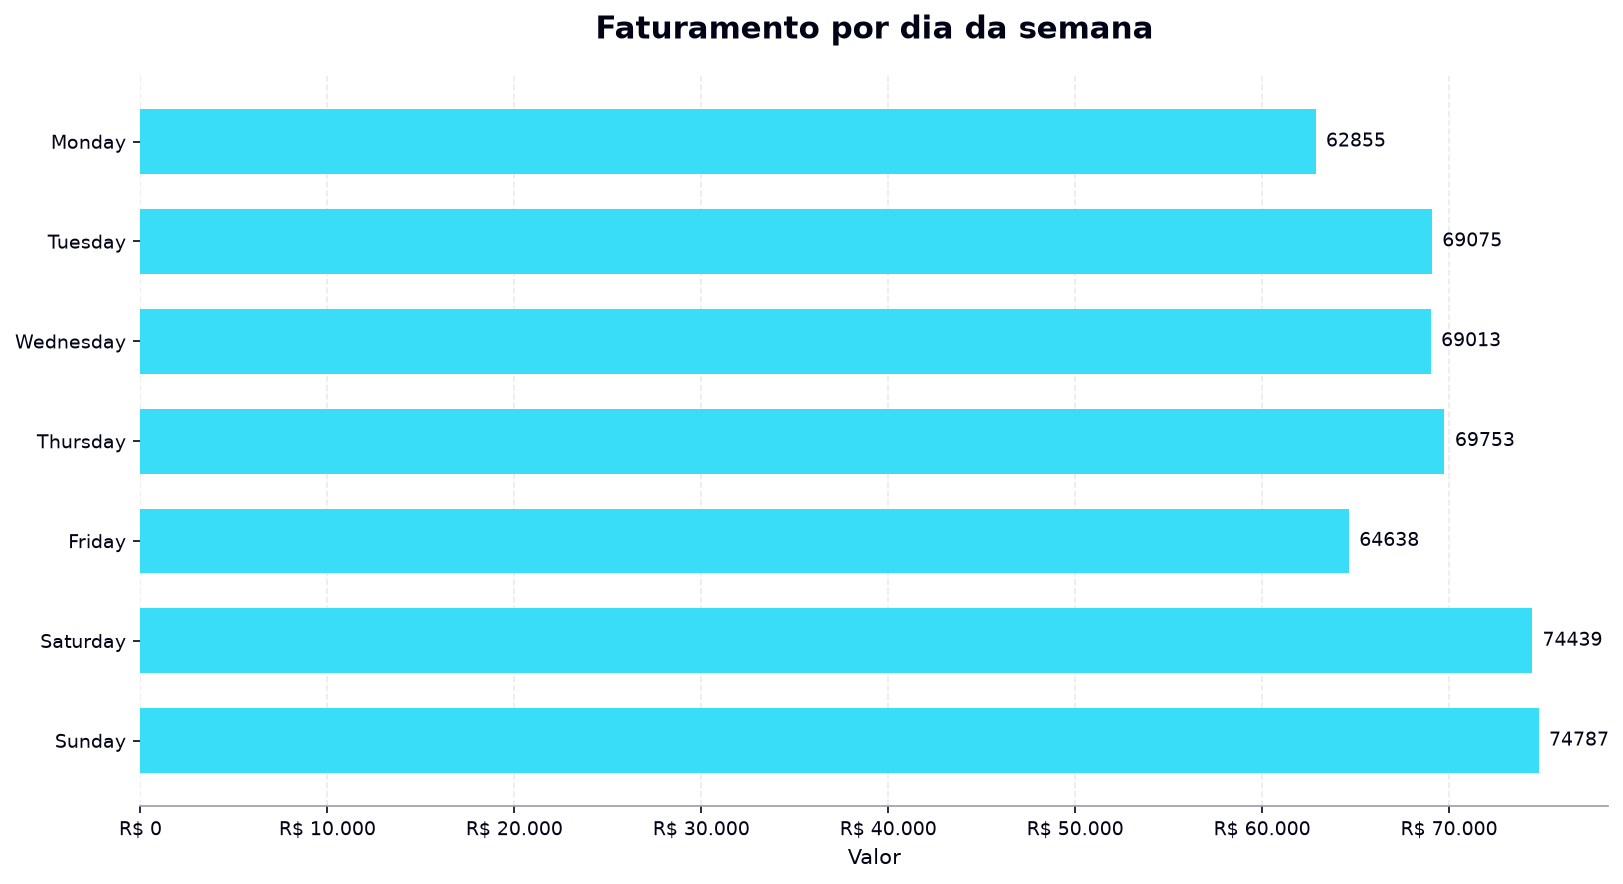 Faturamento por dia da semana
Monday 62855
Tuesday 69075
Wednesday 69013
Thursday 69753
Friday 64638
Saturday 74439
Sunday 74787
R$ 0 R$ 10.000 R$ 20.000 R$ 30.000 R$ 40.000 R$ 50.000 R$ 60.000 R$ 70.000
Valor